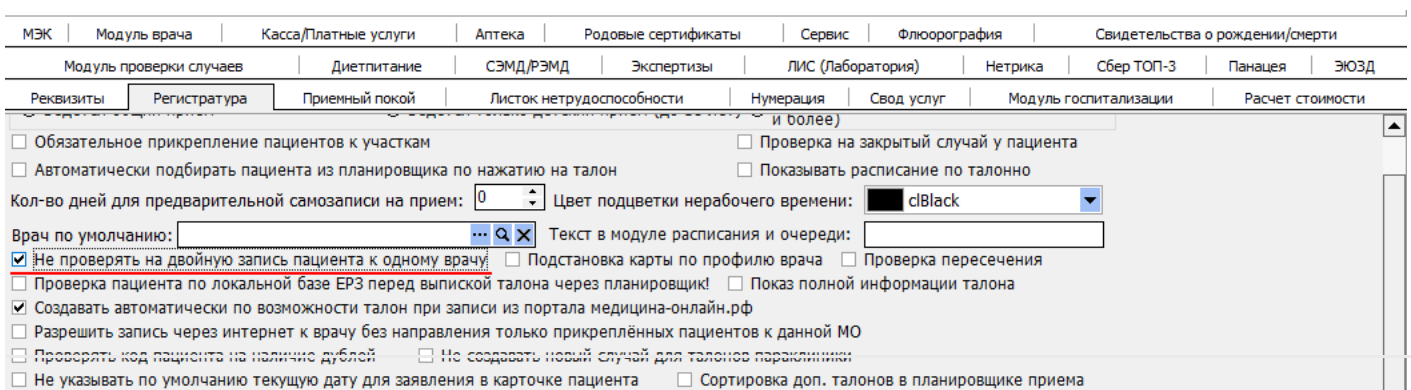 МЭК Модуль врача Касса/Платные услуги Аптека Родовые сертификаты Сервис Флюорография Свидетельства о рождении/смерти
Модуль проверки случаев Диетпитание СЭМД/РЭМД Экспертизы ЛИС (Лаборатория) Нетрика Сбер ТОП-3 Панацея ЭЮЗД
Реквизиты Регистратура Приемный покой Листок нетрудоспособности Нумерация Свод услуг Модуль госпитализации Расчет стоимости
и более)
Обязательное прикрепление пациентов к участкам Проверка на закрытый случай у пациента
Автоматически подбирать пациента из планировщика по нажатию на талон Показывать расписание по талонно
Кол-во дней для предварительной самозаписи на прием: 0 Цвет подцветки нерабочего времени: clBlack
Врач по умолчанию: Текст в модуле расписания и очереди:
Не проверять на двойную запись пациента к одному врачу Подстановка карты по профилю врача Проверка пересечения
Проверка пациента по локальной базе ЕРЗ перед выпиской талона через планировщик! Показ полной информации талона
Создавать автоматически по возможности талон при записи из портала медицина-онлайн.рф
Разрешить запись через интернет к врачу без направления только прикреплённых пациентов к данной МО
Проверять код пациента на наличие дублей Не создавать новый случай для талонов параклиники
Не указывать по умолчанию текущую дату для заявления в карточке пациента Сортировка доп. талонов в планировщике приема